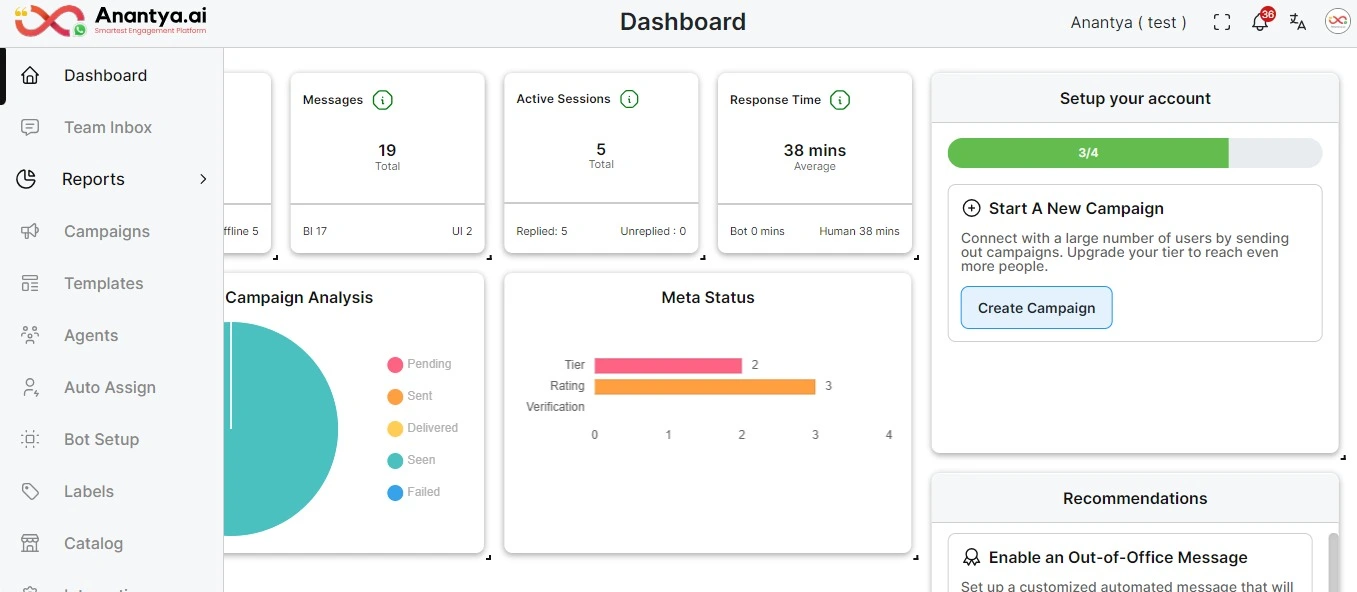 Anantya.ai
Smartest Engagement Platform
Dashboard
Anantya ( test )
36
Dashboard
Team Inbox
Reports
Campaigns
Templates
Agents
Auto Assign
Bot Setup
Labels
Catalog
ffline 5
Messages
19
Total
BI 17
UI 2
Active Sessions
5
Total
Replied: 5
Unreplied : 0
Response Time
38 mins
Average
Bot 0 mins
Human 38 mins
Campaign Analysis
Pending
Sent
Delivered
Seen
Failed
Meta Status
Tier
2
Rating
3
Verification
0 1 2 3 4
Setup your account
3/4
Start A New Campaign
Connect with a large number of users by sending
out campaigns. Upgrade your tier to reach even
more people.
Create Campaign
Recommendations
Enable an Out-of-Office Message
Set up a customized automated message that will